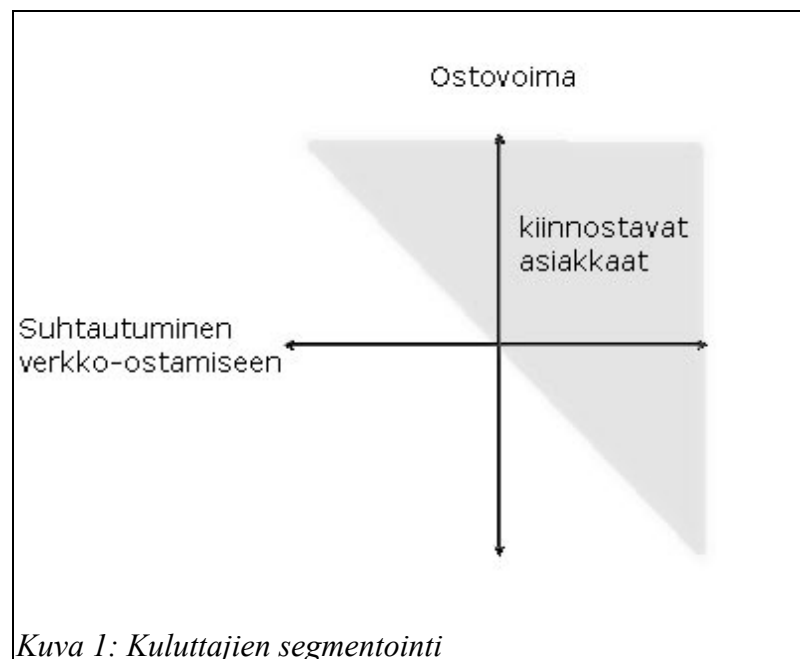 Ostovoima
kiinnostavat
asiakkaat
Suhtautuminen
verkko-ostamiseen
Kuva 1: Kuluttajien segmentointi